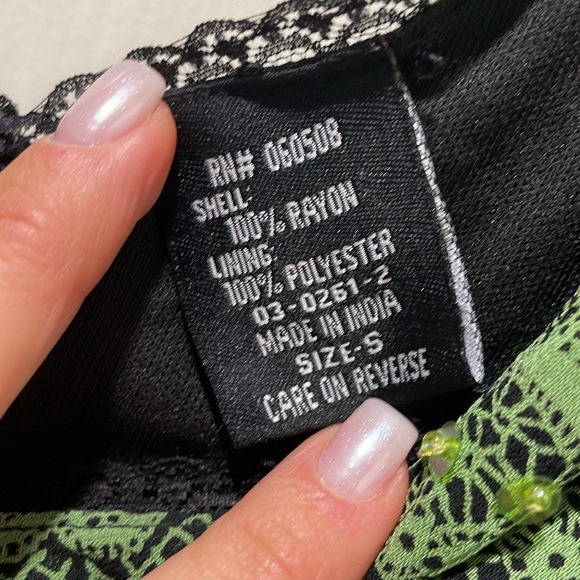 RN# 060508
SHELL:
100% RAYON
LINING:
100% POLYESTER
03-0261-2
MADE IN INDIA
SIZE-S
CARE ON REVERSE